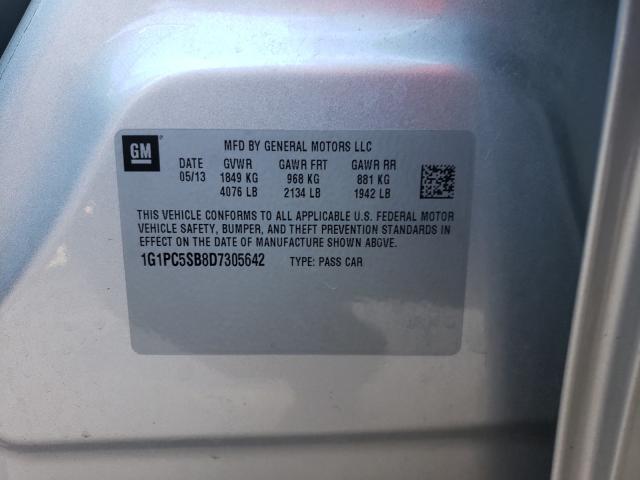 GM
MFD BY GENERAL MOTORS LLC
DATE GVWR GAWR FRT GAWR RR
05/13 1849 KG 968 KG 881 KG
4076 LB 2134 LB 1942 LB
THIS VEHICLE CONFORMS TO ALL APPLICABLE U.S. FEDERAL MOTOR
VEHICLE SAFETY, BUMPER, AND THEFT PREVENTION STANDARDS
IN EFFECT ON THE DATE OF MANUFACTURE SHOWN ABOVE.
1G1PC5SB8D7305642 TYPE: PASS CAR